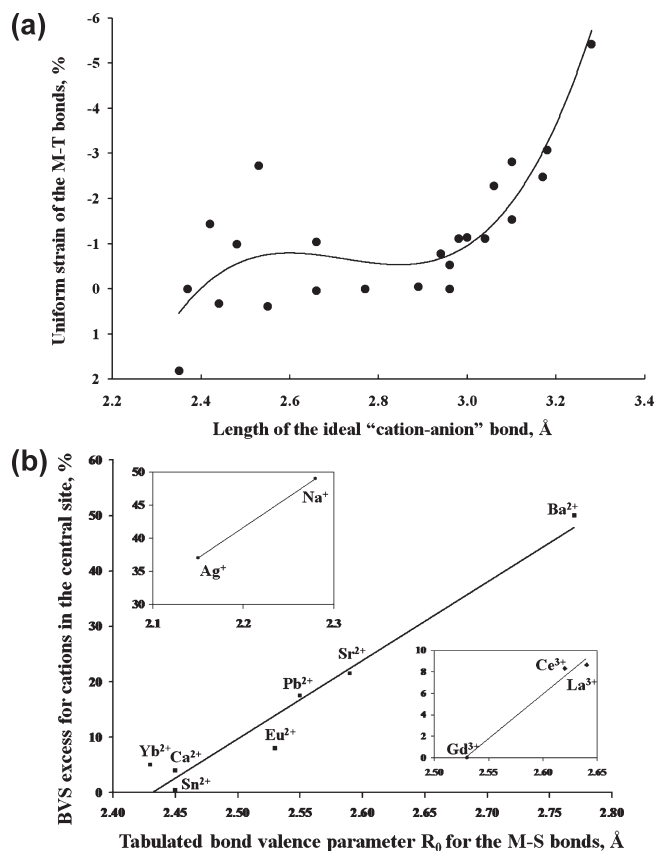 (a)
Uniform strain of the M-T bonds, %
-6
-5
-4
-3
-2
-1
0
1
2
2.2 2.4 2.6 2.8 3.0 3.2 3.4
Length of the ideal “cation-anion” bond, Å
(b)
BVS excess for cations in the central site, %
60
50
40
30
20
10
0
50
45
40
35
30
Na⁺
Ag⁺
2.1 2.2 2.3
Ba²⁺
Sr²⁺
Pb²⁺
Eu²⁺
Yb²⁺
Ca²⁺
Sn²⁺
10
8
6
4
2
0
Ce³⁺
La³⁺
Gd³⁺
2.50 2.55 2.60 2.65
2.40 2.45 2.50 2.55 2.60 2.65 2.70 2.75 2.80
Tabulated bond valence parameter R₀ for the M-S bonds, Å